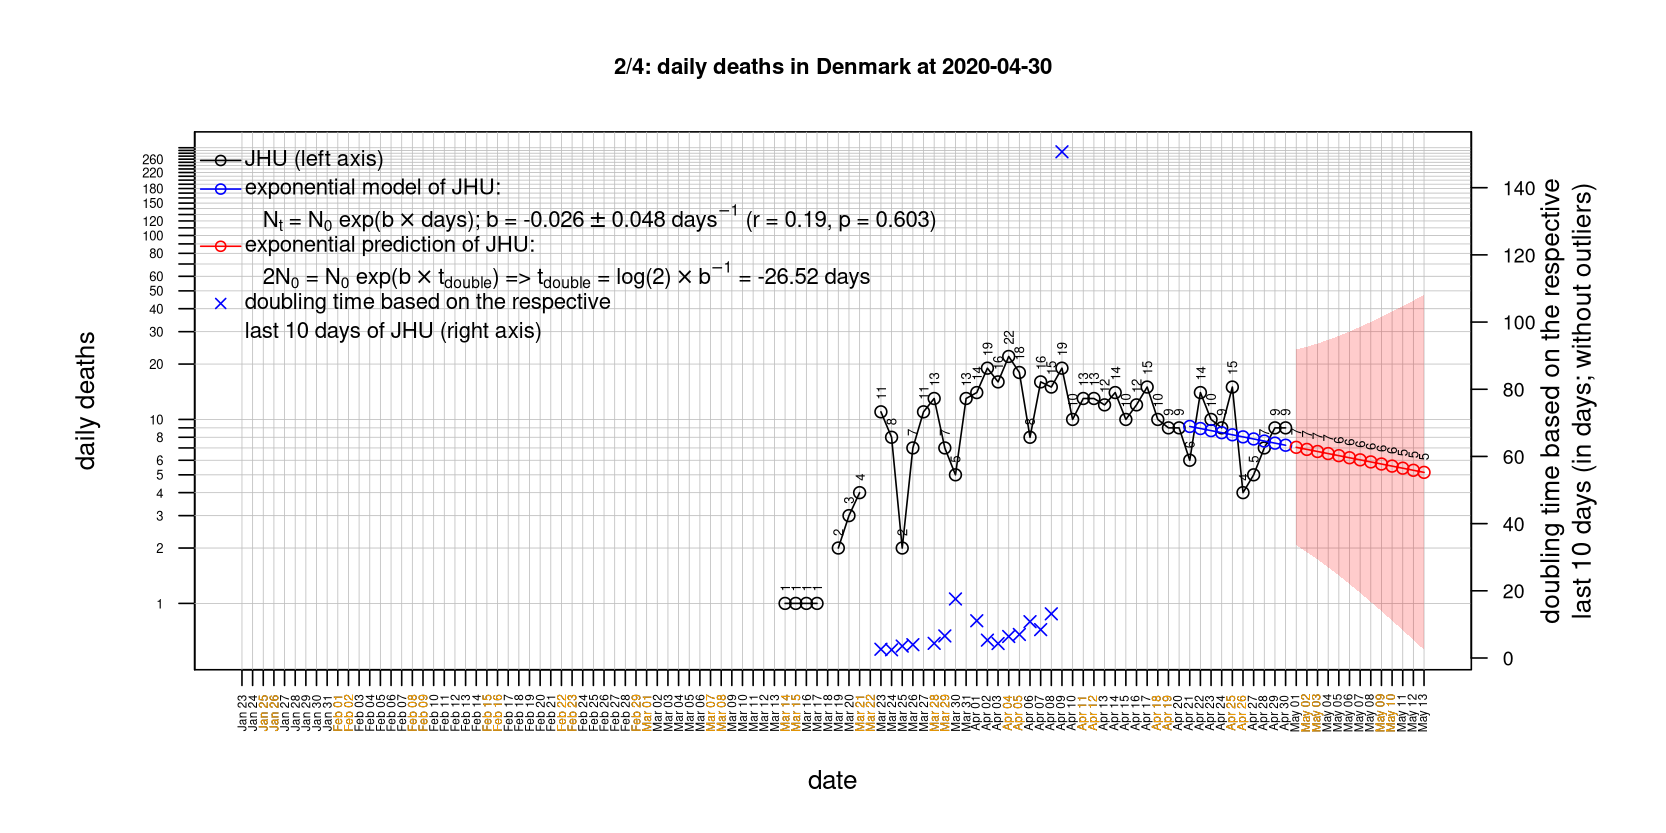 2/4: daily deaths in Denmark at 2020-04-30
JHU (left axis)
exponential model of JHU:
Nt = N0 exp(b × days); b = -0.026 ± 0.048 days−1 (r = 0.19, p = 0.603)
exponential prediction of JHU:
2N0 = N0 exp(b × tdouble) => tdouble = log(2) × b−1 = -26.52 days
doubling time based on the respective
last 10 days of JHU (right axis)
daily deaths
260
220
180
150
120
100
80
60
50
40
30
20
10
8
6
5
4
3
2
1
1 1 1 1 2 3 4 11 8 2 7 11 13 7 5 13 14 19 16 22 18 8 16 15 19 10 13 13 12 14 10 12 15 10 9 9 6 14 10 9 15 4 5 7 9 9
7 7 7 7 6 6 6 6 6 6 5 5 5
140
120
100
80
60
40
20
0
doubling time based on the respective
last 10 days (in days; without outliers)
Jan 23 Jan 24 Jan 25 Jan 26 Jan 27 Jan 28 Jan 29 Jan 30 Jan 31 Feb 01 Feb 02 Feb 03 Feb 04 Feb 05 Feb 06 Feb 07 Feb 08 Feb 09 Feb 10 Feb 11 Feb 12 Feb 13 Feb 14 Feb 15 Feb 16 Feb 17 Feb 18 Feb 19 Feb 20 Feb 21 Feb 22 Feb 23 Feb 24 Feb 25 Feb 26 Feb 27 Feb 28 Feb 29 Mar 01 Mar 02 Mar 03 Mar 04 Mar 05 Mar 06 Mar 07 Mar 08 Mar 09 Mar 10 Mar 11 Mar 12 Mar 13 Mar 14 Mar 15 Mar 16 Mar 17 Mar 18 Mar 19 Mar 20 Mar 21 Mar 22 Mar 23 Mar 24 Mar 25 Mar 26 Mar 27 Mar 28 Mar 29 Mar 30 Mar 31 Apr 01 Apr 02 Apr 03 Apr 04 Apr 05 Apr 06 Apr 07 Apr 08 Apr 09 Apr 10 Apr 11 Apr 12 Apr 13 Apr 14 Apr 15 Apr 16 Apr 17 Apr 18 Apr 19 Apr 20 Apr 21 Apr 22 Apr 23 Apr 24 Apr 25 Apr 26 Apr 27 Apr 28 Apr 29 Apr 30 May 01 May 02 May 03 May 04 May 05 May 06 May 07 May 08 May 09 May 10 May 11 May 12 May 13
date